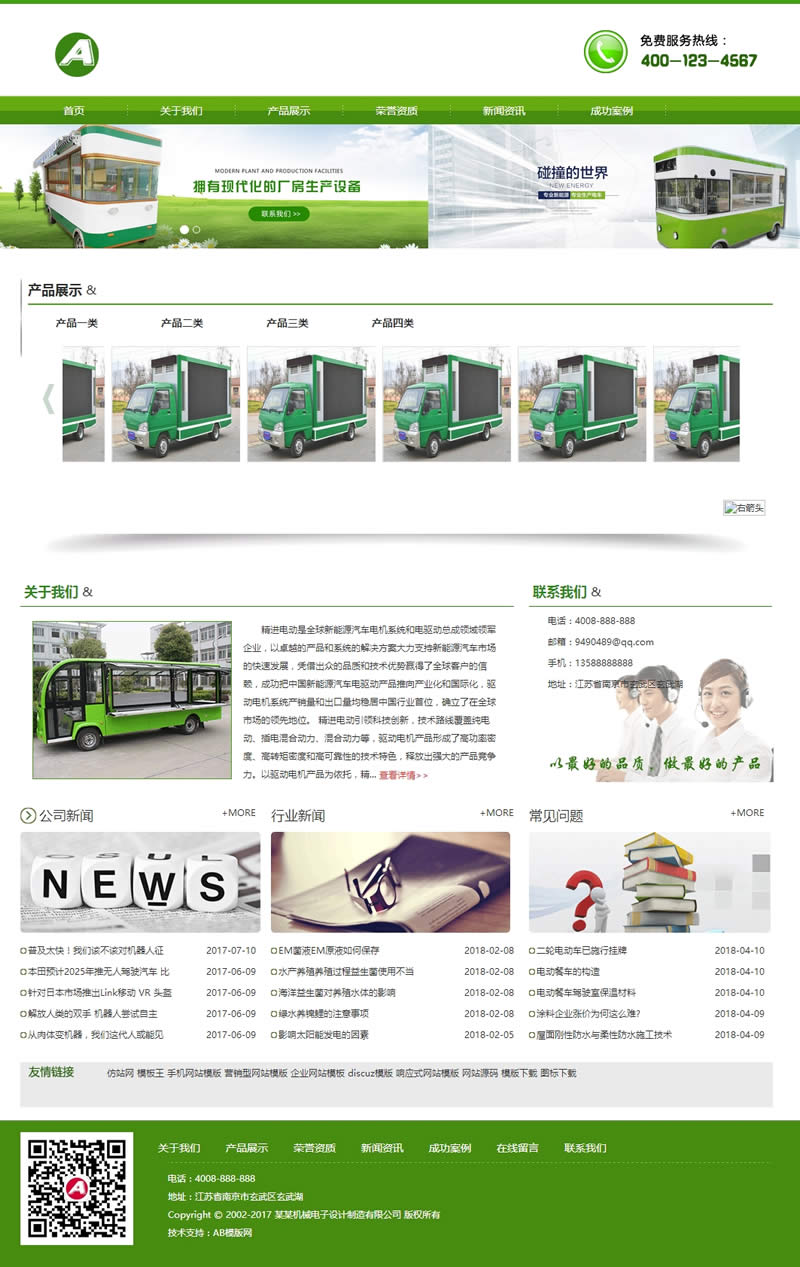 A
免费服务热线：
400-123-4567
首页 关于我们 产品展示 荣誉资质 新闻资讯 成功案例
MODERN PLANT AND PRODUCTION FACILITIES
拥有现代化的厂房生产设备
联系我们 >>
碰撞的世界
NEW ENERGY
专业新能源 专业生产电车
产品展示 &
产品一类 产品二类 产品三类 产品四类
右箭头
关于我们 &
精进电动是全球新能源汽车电机系统和电驱动总成领域领军
企业，以卓越的产品和系统的解决方案大力支持新能源汽车市场
的快速发展，凭借出众的品质和技术优势赢得了全球客户的信
赖，成功把中国新能源汽车电驱动产品推向产业化和国际化，驱
动电机系统产销量和出口量均稳居中国行业首位，确立了在全球
市场的领先地位。 精进电动引领科技创新，技术路线覆盖纯电
动、插电混合动力、混合动力等，驱动电机产品形成了高功率密
度、高转矩密度和高可靠性的技术特色，释放出强大的产品竞争
力。以驱动电机产品为依托，精... 查看详情>>
联系我们 &
电话：4008-888-888
邮箱：9490489@qq.com
手机：13588888888
地址：江苏省南京市玄武区玄武湖
以最好的品质，做最好的产品
公司新闻 +MORE
NEWS
普及太快！我们该不该对机器人征 2017-07-10
本田预计2025年推无人驾驶汽车 比 2017-06-09
针对日本市场推出Link移动 VR 头盔 2017-06-09
解放人类的双手 机器人尝试自主 2017-06-09
从肉体变机器，我们这代人或能见 2017-06-09
行业新闻 +MORE
EM菌液EM原液如何保存 2018-02-08
水产养殖养殖过程益生菌使用不当 2018-02-08
海洋益生菌对养殖水体的影响 2018-02-08
绿水养槐鲤的注意事项 2018-02-08
影响太阳能发电的因素 2018-02-05
常见问题 +MORE
二轮电动车已施行挂牌 2018-04-10
电动餐车的构造 2018-04-10
电动餐车驾驶室保温材料 2018-04-10
涂料企业涨价为何这么难? 2018-04-09
屋面刚性防水与柔性防水施工技术 2018-04-09
友情链接 仿站网 模板王 手机网站模版 营销型网站模版 企业网站模板 discuz模版 响应式网站模版 网站源码 模版下载 图标下载
关于我们 产品展示 荣誉资质 新闻资讯 成功案例 在线留言 联系我们
电话：4008-888-888
地址：江苏省南京市玄武区玄武湖
Copyright © 2002-2017 某某机械电子设计制造有限公司 版权所有
技术支持：AB模版网